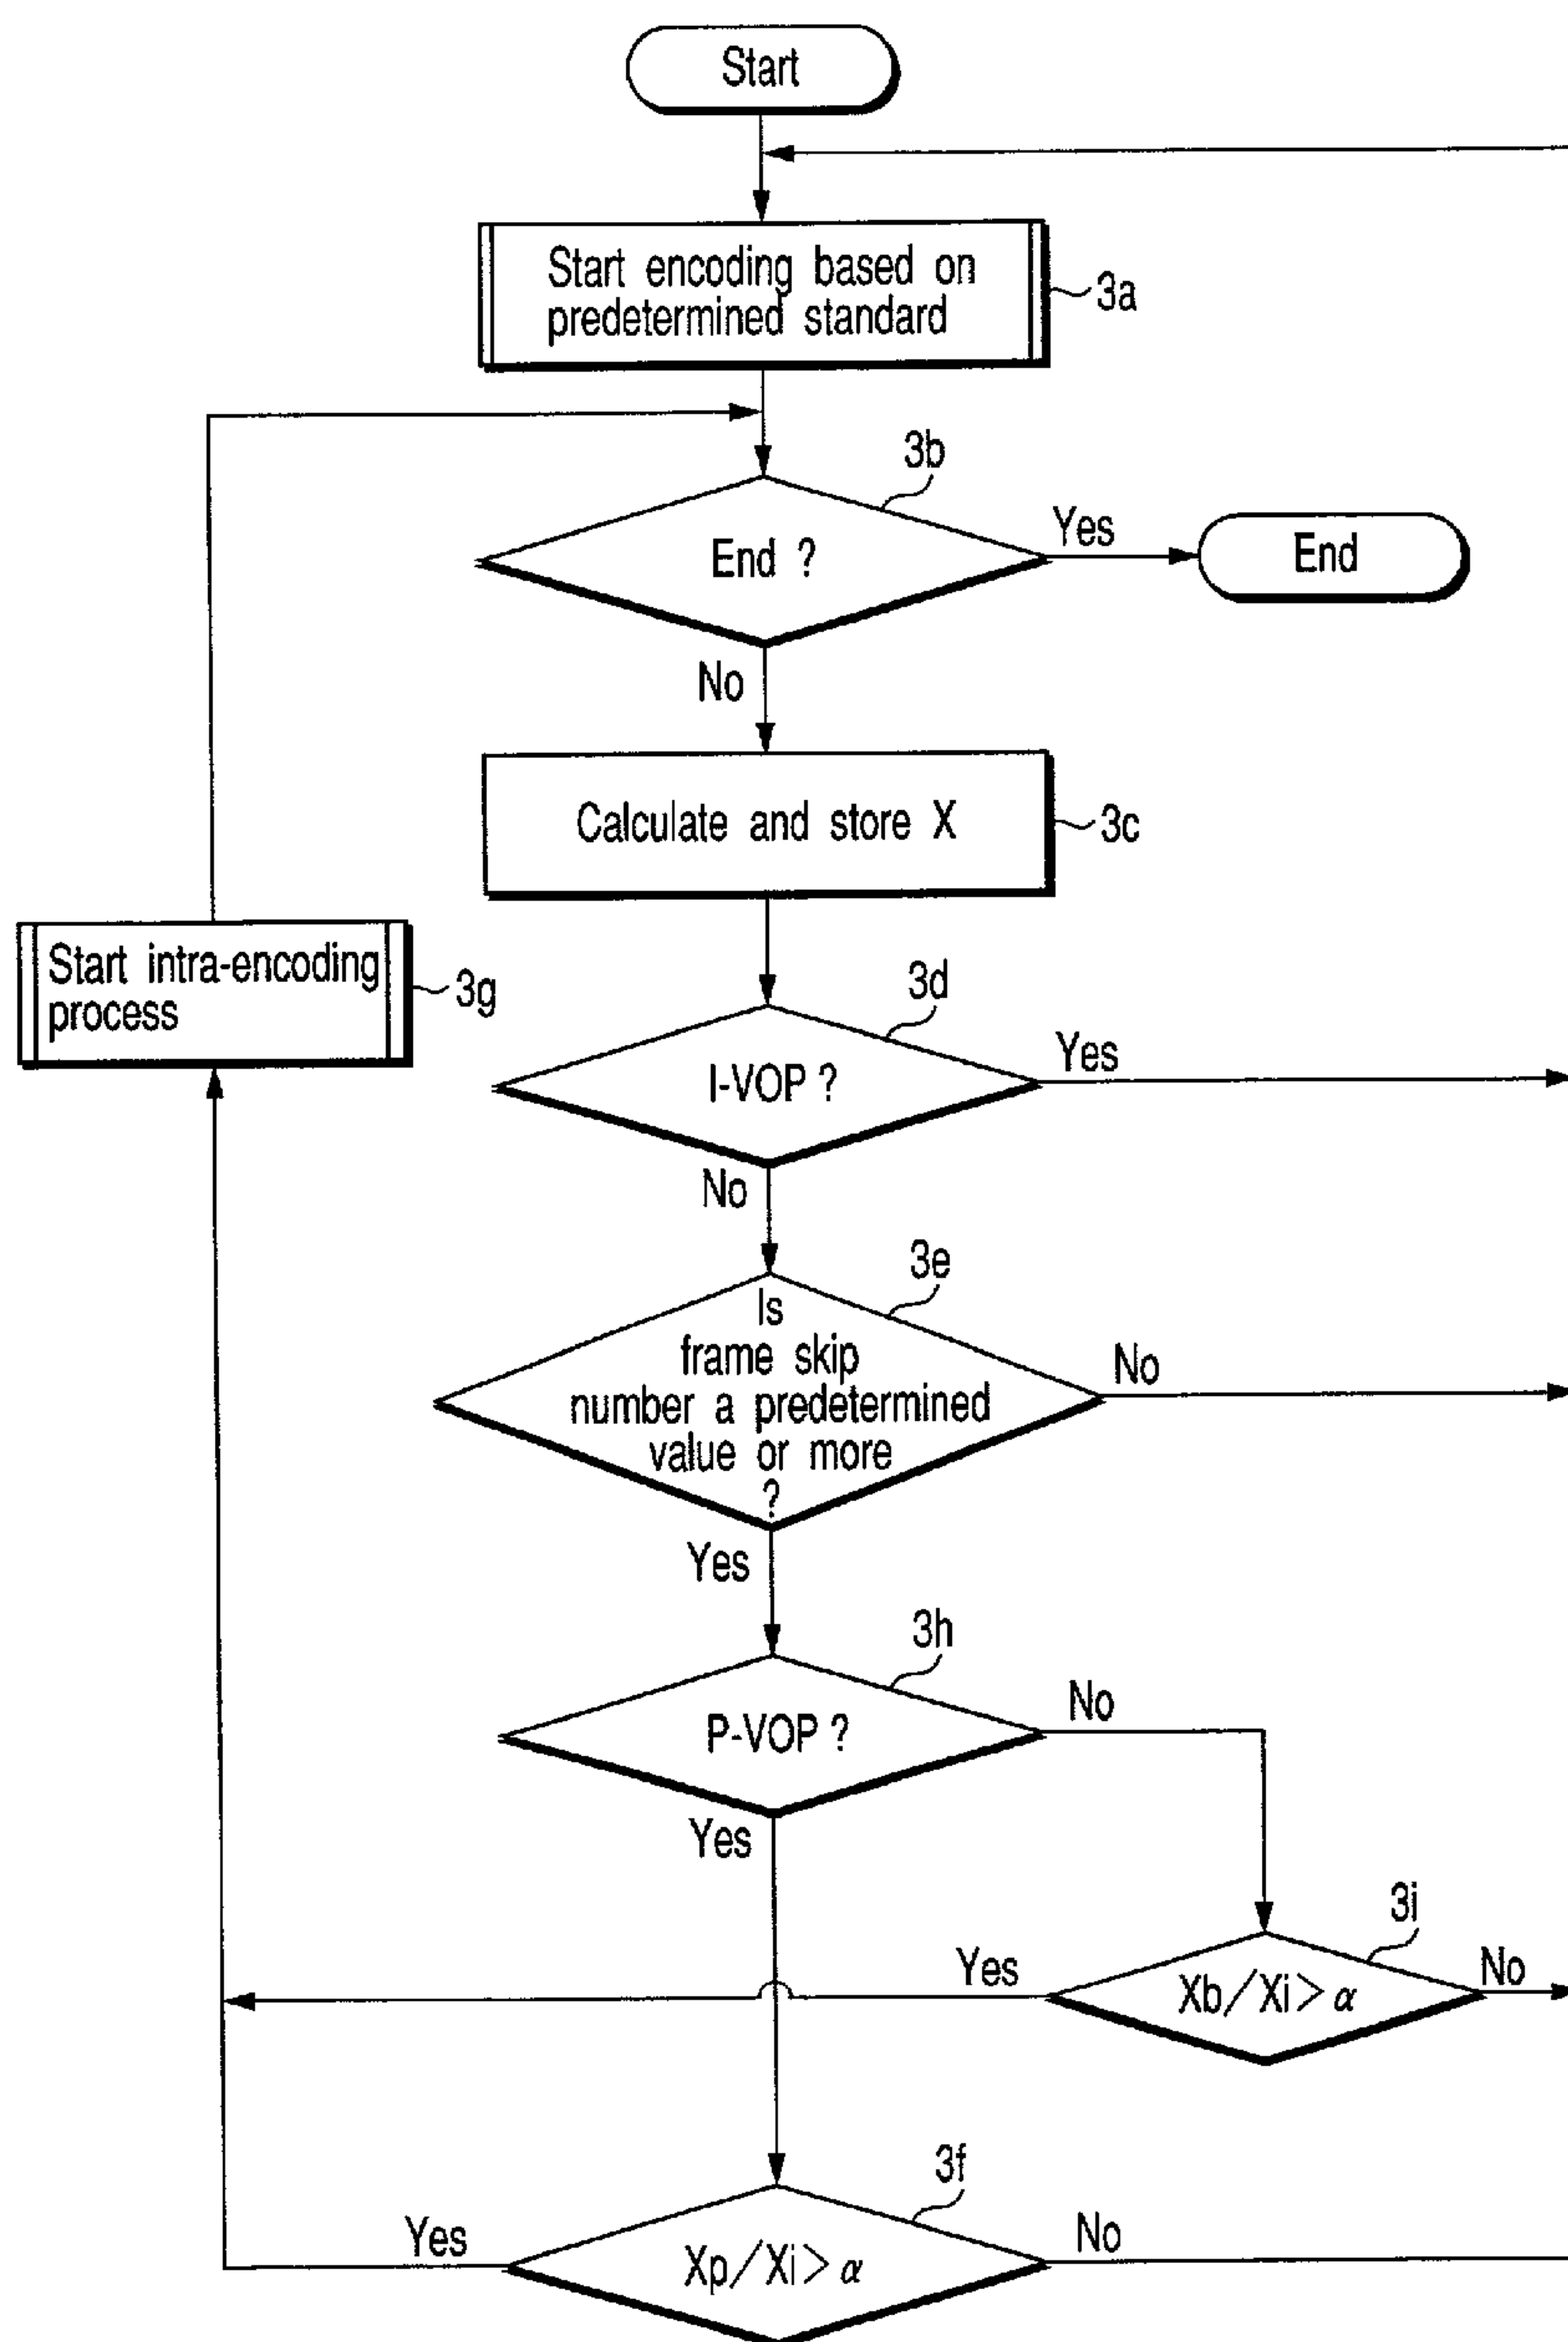 Start
Start encoding based on
predetermined standard
3a
3b
End ?
Yes
End
No
Calculate and store X
3c
Start intra-encoding
process
3g
3d
I-VOP ?
Yes
No
3e
Is
frame skip
number a predetermined
value or more
?
No
Yes
3h
P-VOP ?
No
Yes
3i
Yes
Xb/Xi>α
No
3f
Yes
Xp/Xi>α
No